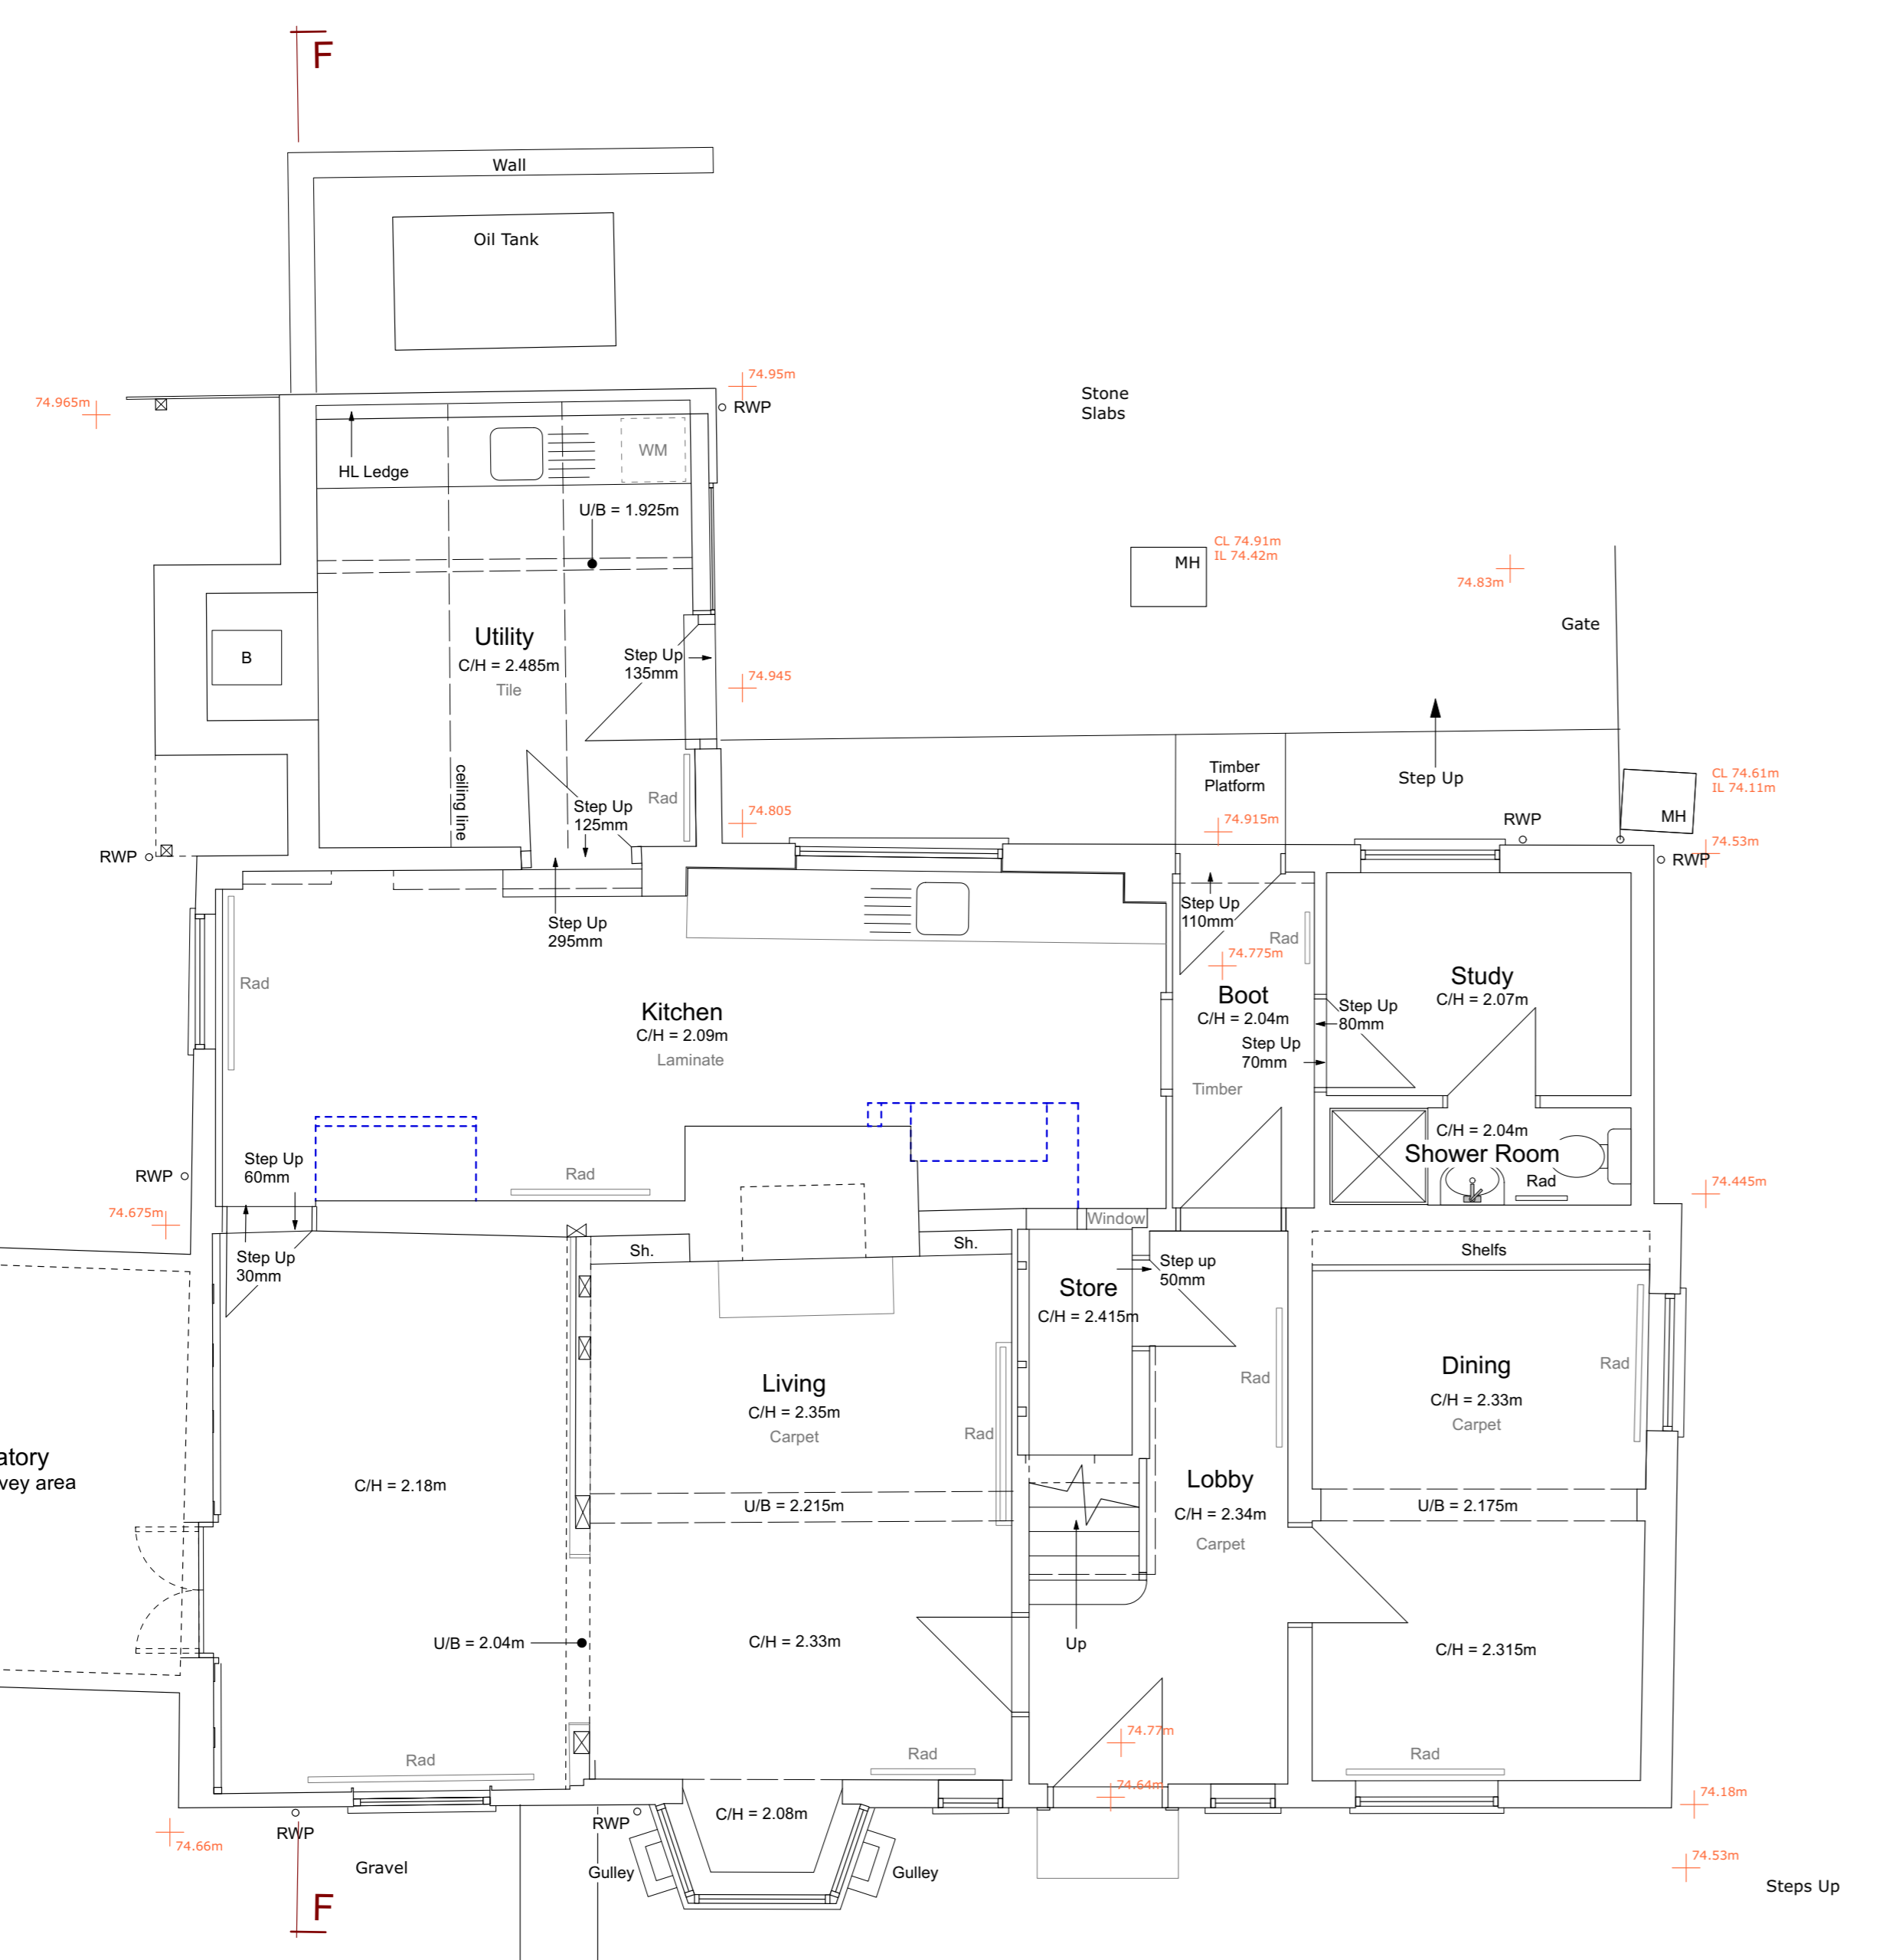 F
Wall
Oil Tank
74.95m
74.965m
RWP
Stone
Slabs
WM
HL Ledge
U/B = 1.925m
CL 74.91m
IL 74.42m
MH
74.83m
Gate
Utility
C/H = 2.485m
Tile
B
Step Up
135mm
74.945
Step Up
125mm
ceiling line
Rad
74.805
Timber
Platform
74.915m
Step Up
CL 74.61m
IL 74.11m
MH
RWP
74.53m
RWP
RWP
Step Up
295mm
Step Up
110mm
Rad
74.775m
Rad
Kitchen
C/H = 2.09m
Laminate
Boot
C/H = 2.04m
Timber
Study
C/H = 2.07m
Step Up
80mm
Step Up
70mm
C/H = 2.04m
Shower Room
Rad
Step Up
60mm
RWP
Rad
74.675m
74.445m
Window
Step Up
30mm
Sh.
Sh.
Step up
50mm
Shelfs
Store
C/H = 2.415m
Living
C/H = 2.35m
Carpet
Rad
Rad
Dining
C/H = 2.33m
Carpet
Rad
atory
vey area
C/H = 2.18m
U/B = 2.215m
Lobby
C/H = 2.34m
Carpet
U/B = 2.175m
U/B = 2.04m
C/H = 2.33m
Up
C/H = 2.315m
74.77m
Rad
Rad
Rad
74.64m
74.18m
C/H = 2.08m
RWP
RWP
74.66m
Gravel
Gulley
Gulley
74.53m
Steps Up
F